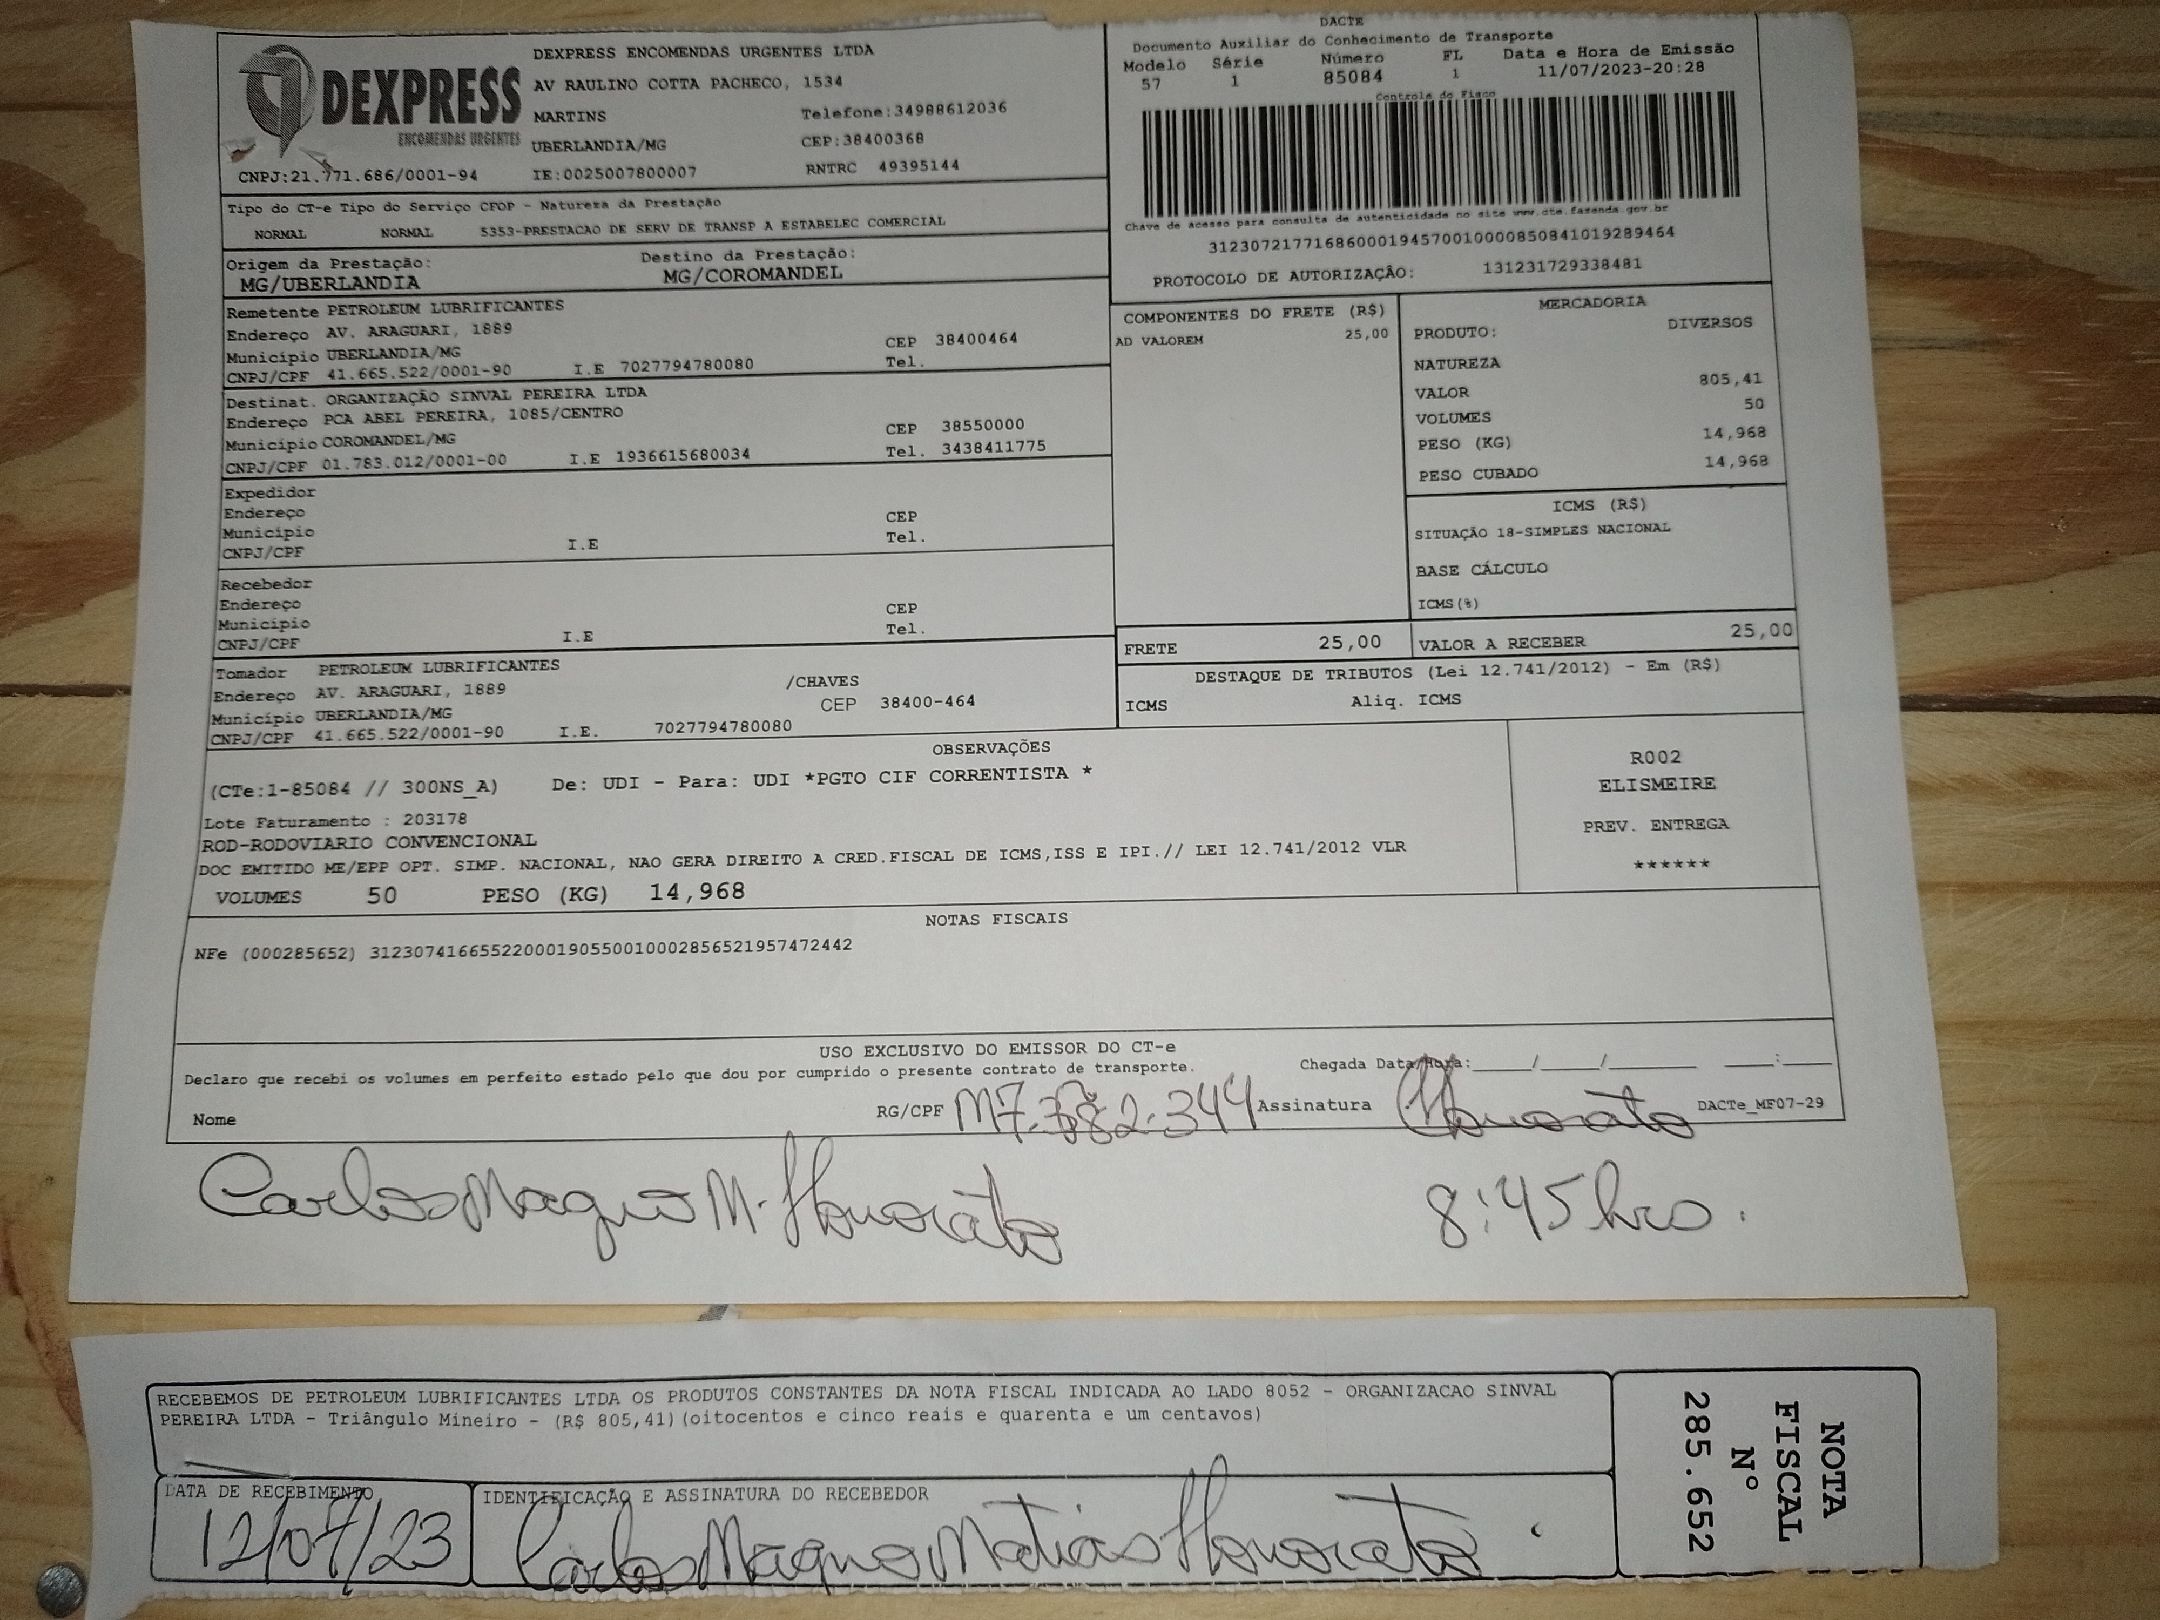 DEXPRESS
ENCOMENDAS URGENTES
CNPJ:21.771.686/0001-94
DEXPRESS ENCOMENDAS URGENTES LTDA
AV RAULINO COTTA PACHECO, 1534
MARTINS Telefone:34988612036
UBERLANDIA/MG CEP:38400368
IE:0025007800007 RNTRC 49395144
DACTE
Documento Auxiliar do Conhecimento de Transporte
Modelo Série Número FL Data e Hora de Emissão
57 1 85084 1 11/07/2023-20:28
Controle do Fisco
Chave de acesso para consulta de autenticidade no site www.cte.fazenda.gov.br
31230721771686000194570010000850841019289464
PROTOCOLO DE AUTORIZAÇÃO: 131231729338481
Tipo do CT-e Tipo do Serviço CFOP - Natureza da Prestação
NORMAL NORMAL 5353-PRESTACAO DE SERV DE TRANSP A ESTABELEC COMERCIAL
Origem da Prestação: Destino da Prestação:
MG/UBERLANDIA MG/COROMANDEL
Remetente PETROLEUM LUBRIFICANTES
Endereço AV. ARAGUARI, 1889
Município UBERLANDIA/MG CEP 38400464
CNPJ/CPF 41.665.522/0001-90 I.E 7027794780080 Tel.
Destinat. ORGANIZAÇÃO SINVAL PEREIRA LTDA
Endereço PCA ABEL PEREIRA, 1085/CENTRO
Município COROMANDEL/MG CEP 38550000
CNPJ/CPF 01.783.012/0001-00 I.E 1936615680034 Tel. 3438411775
Expedidor
Endereço
Município CEP
CNPJ/CPF I.E Tel.
Recebedor
Endereço
Município CEP
CNPJ/CPF I.E Tel.
Tomador PETROLEUM LUBRIFICANTES
Endereço AV. ARAGUARI, 1889 /CHAVES
Município UBERLANDIA/MG CEP 38400-464
CNPJ/CPF 41.665.522/0001-90 I.E. 7027794780080
COMPONENTES DO FRETE (R$)
AD VALOREM 25,00
MERCADORIA
PRODUTO: DIVERSOS
NATUREZA
VALOR 805,41
VOLUMES 50
PESO (KG) 14,968
PESO CUBADO 14,968
ICMS (R$)
SITUAÇÃO 18-SIMPLES NACIONAL
BASE CÁLCULO
ICMS(%)
FRETE 25,00 VALOR A RECEBER 25,00
DESTAQUE DE TRIBUTOS (Lei 12.741/2012) - Em (R$)
ICMS Aliq. ICMS
OBSERVAÇÕES
(CTe:1-85084 // 300NS_A) De: UDI - Para: UDI *PGTO CIF CORRENTISTA *
Lote Faturamento : 203178
ROD-RODOVIARIO CONVENCIONAL
DOC EMITIDO ME/EPP OPT. SIMP. NACIONAL, NAO GERA DIREITO A CRED.FISCAL DE ICMS,ISS E IPI.// LEI 12.741/2012 VLR
VOLUMES 50 PESO (KG) 14,968
R002
ELISMEIRE
PREV. ENTREGA
******
NOTAS FISCAIS
NFe (000285652) 31230741665522000190550010002856521957472442
USO EXCLUSIVO DO EMISSOR DO CT-e
Declaro que recebi os volumes em perfeito estado pelo que dou por cumprido o presente contrato de transporte. Chegada Data/Hora:_____/_____/________ ____:____
Nome RG/CPF M7.382.344 Assinatura Honorato DACTe_MF07-29
Carlos Magno M. Honorato 8:45 hrs.
RECEBEMOS DE PETROLEUM LUBRIFICANTES LTDA OS PRODUTOS CONSTANTES DA NOTA FISCAL INDICADA AO LADO 8052 - ORGANIZACAO SINVAL
PEREIRA LTDA - Triângulo Mineiro - (R$ 805,41)(oitocentos e cinco reais e quarenta e um centavos)
DATA DE RECEBIMENTO IDENTIFICAÇÃO E ASSINATURA DO RECEBEDOR
12/07/23 Carlos Magno Matias Honorato
NOTA
FISCAL
Nº
285.652